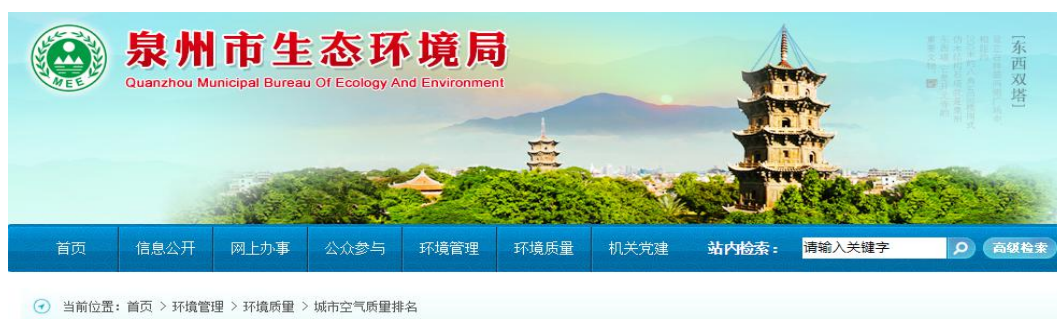 泉州市生态环境局
Quanzhou Municipal Bureau Of Ecology And Environment
MEE
[东西双塔]
首页 信息公开 网上办事 公众参与 环境管理 环境质量 机关党建 站内检索： 请输入关键字 高级检索
当前位置：首页 > 环境管理 > 环境质量 > 城市空气质量排名